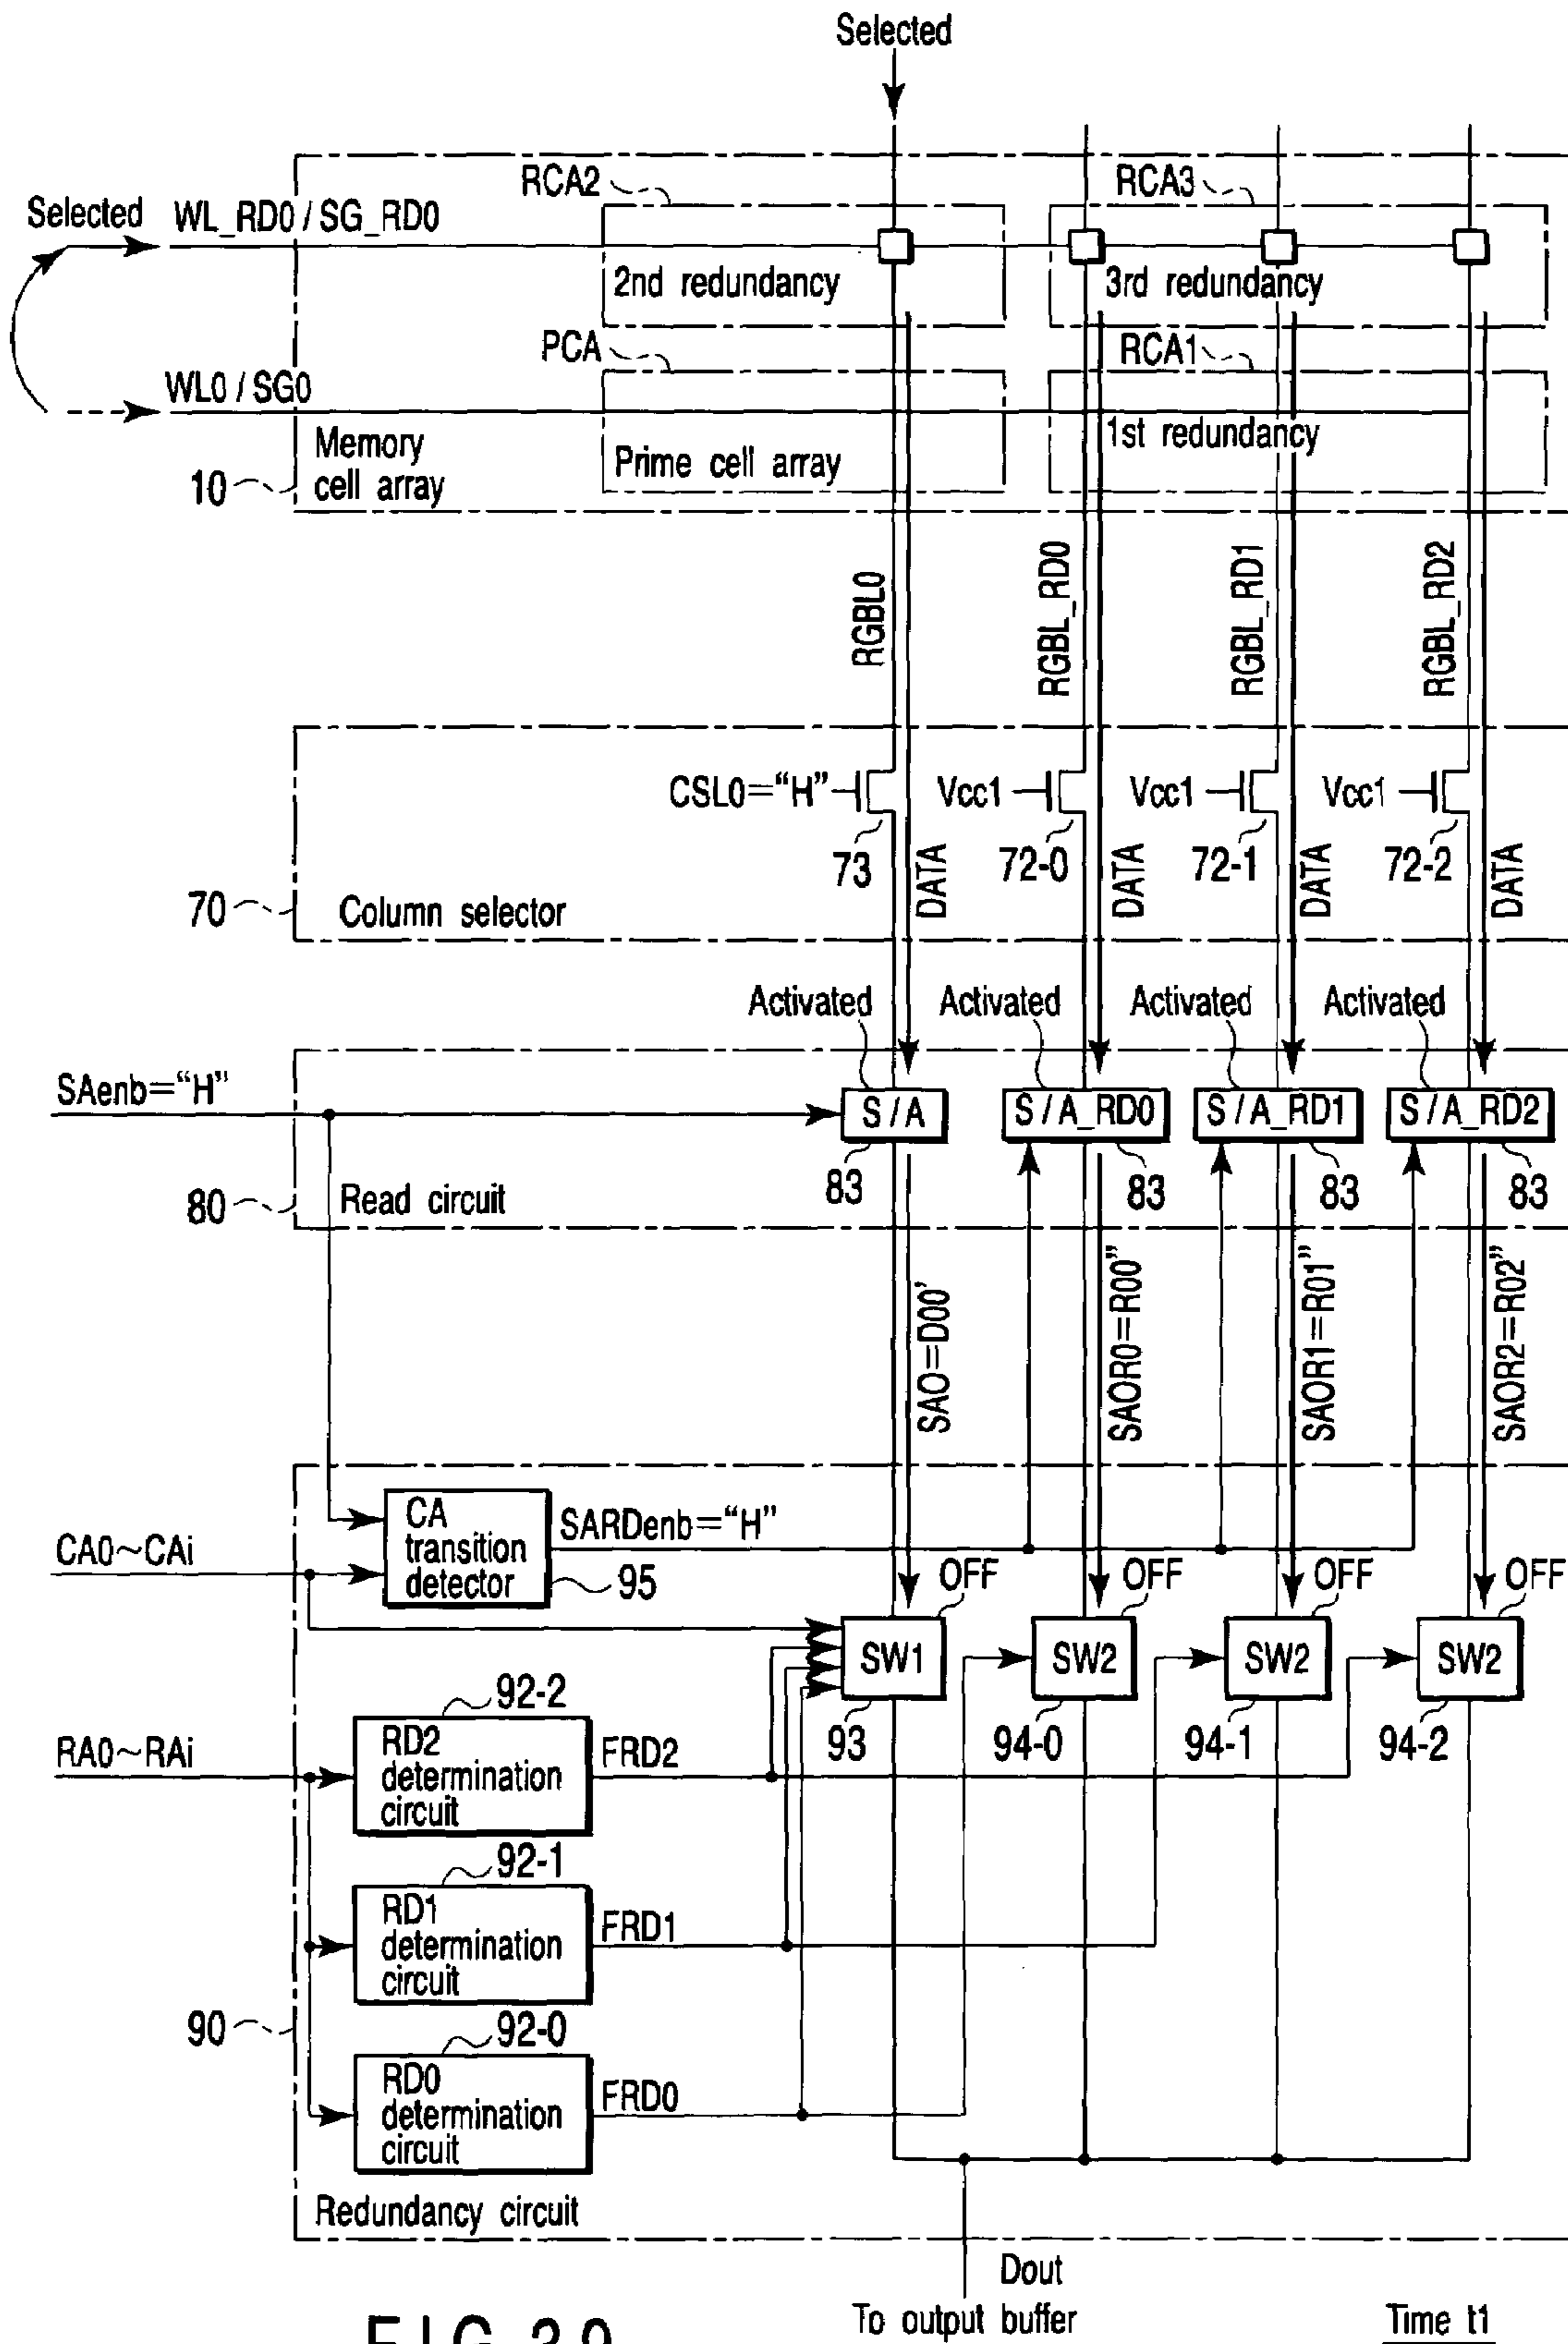 Selected
RCA2
RCA3
Selected
WL_RD0 / SG_RD0
2nd redundancy
3rd redundancy
PCA
RCA1
WL0 / SG0
Memory
cell array
10
Prime cell array
1st redundancy
RGBL0
RGBL_RD0
RGBL_RD1
RGBL_RD2
CSL0=“H”
Vcc1
Vcc1
Vcc1
73
72-0
72-1
72-2
DATA
DATA
DATA
DATA
70
Column selector
Activated
Activated
Activated
Activated
SAenb=“H”
S/A
S/A_RD0
S/A_RD1
S/A_RD2
83
83
83
83
80
Read circuit
SAO=D00’
SAOR0=R00”
SAOR1=R01”
SAOR2=R02”
CA
transition
detector
95
SARDenb=“H”
CA0~CAi
OFF
OFF
OFF
OFF
SW1
SW2
SW2
SW2
93
94-0
94-1
94-2
92-2
RA0~RAi
RD2
determination
circuit
FRD2
92-1
RD1
determination
circuit
FRD1
90
92-0
RD0
determination
circuit
FRD0
Redundancy circuit
Dout
To output buffer
Time t1
FIG. 39